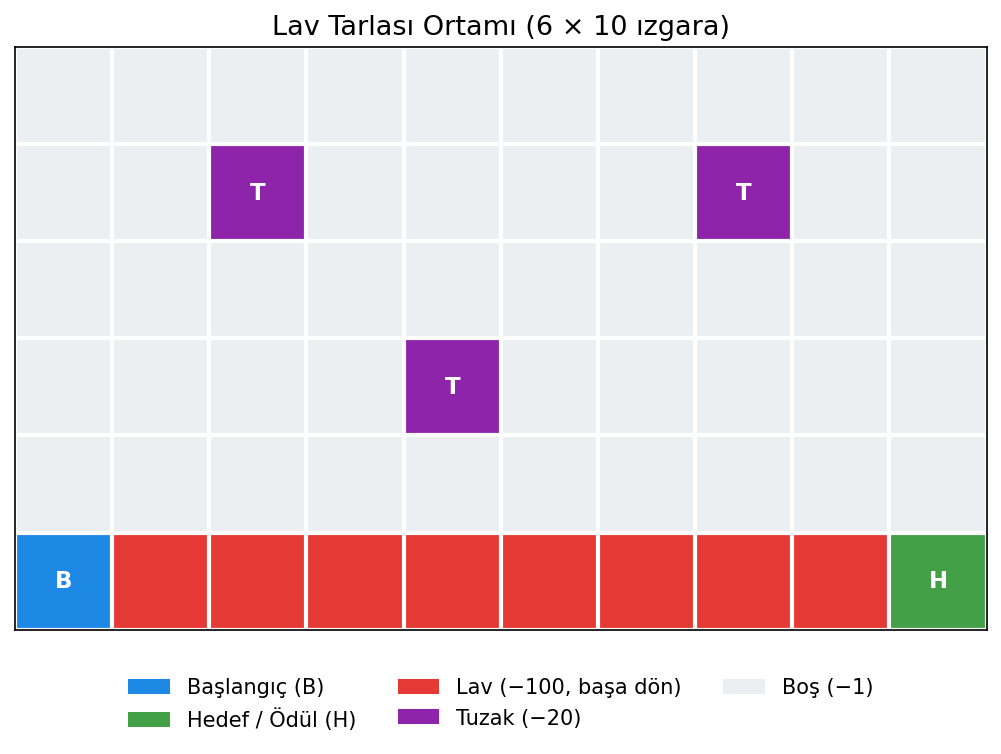 Lav Tarlası Ortamı (6 × 10 ızgara)
T T
T
B H
Başlangıç (B) Lav (−100, başa dön) Boş (−1)
Hedef / Ödül (H) Tuzak (−20)